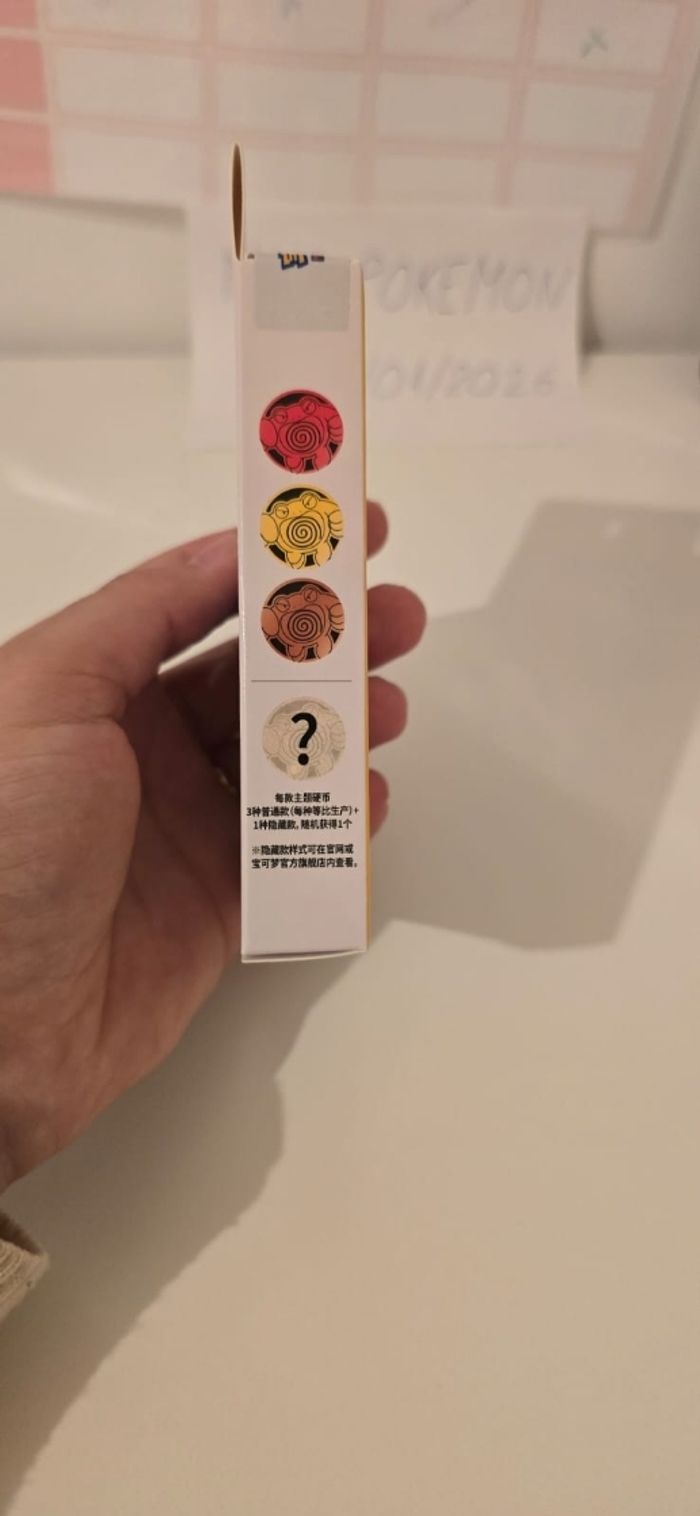 POKEMON
01/2026
?
每款主题硬币
3种普通款(每种等比生产)+
1种隐藏款, 随机获得1个
※隐藏款样式可在官网或
宝可梦官方旗舰店内查看。